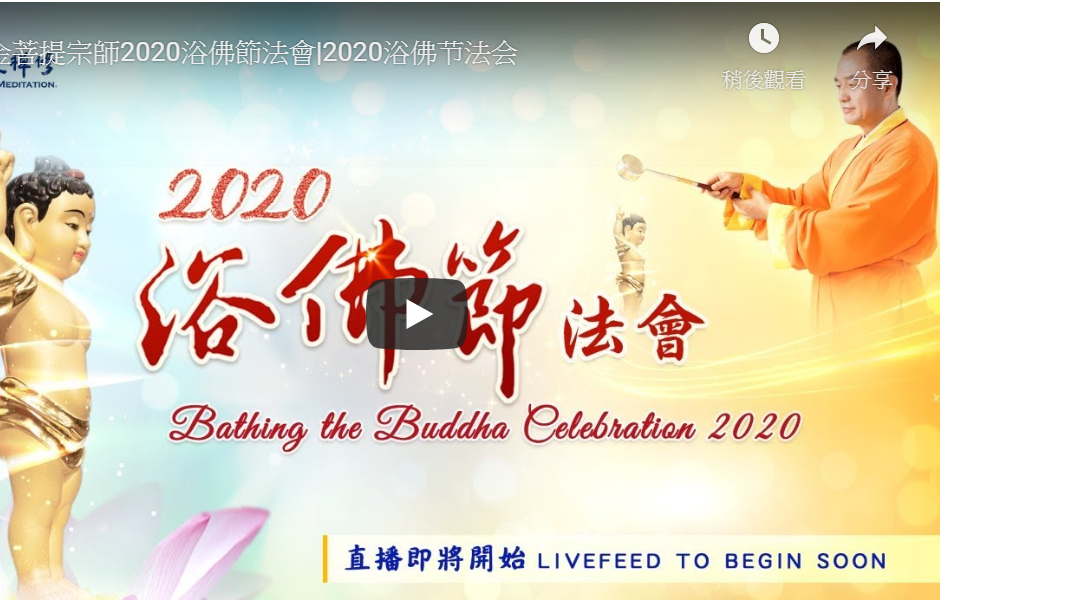 菩提宗師2020浴佛節法會|2020浴佛节法会
MEDITATION
稍後觀看
分享
2020
浴佛節法會
Bathing the Buddha Celebration 2020
直播即將開始 LIVEFEED TO BEGIN SOON